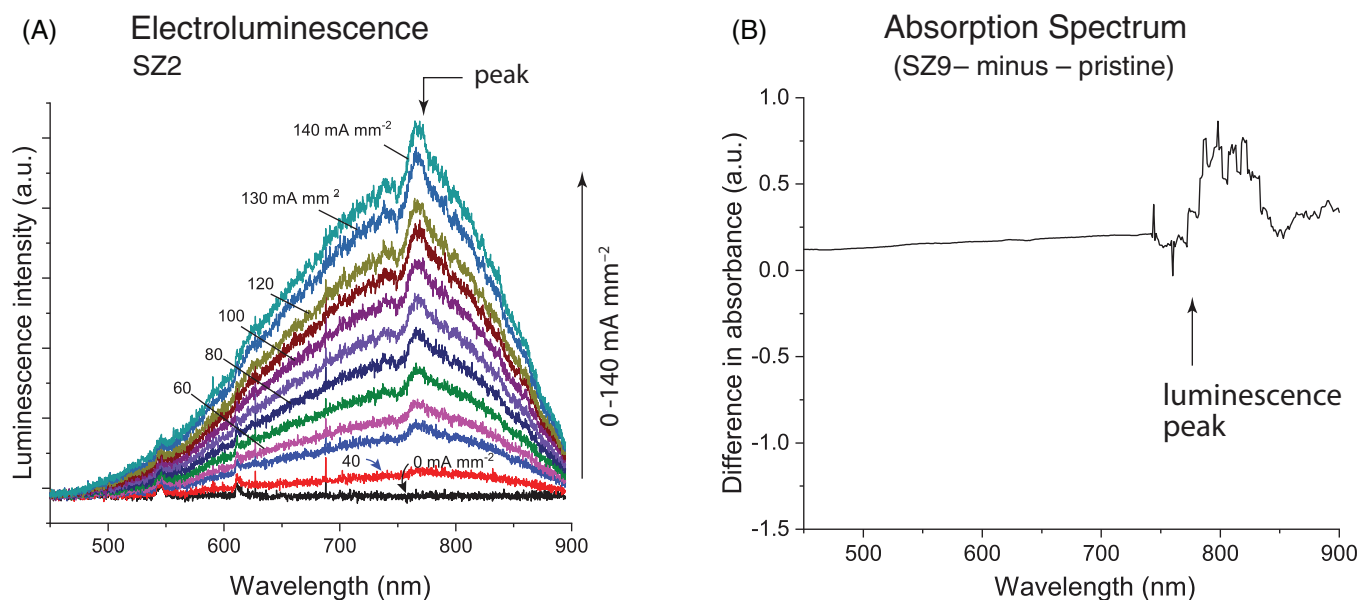 (A) Electroluminescence
SZ2
peak
140 mA mm⁻²
130 mA mm⁻²
120
100
80
60
40
0 mA mm⁻²
0-140 mA mm⁻²
Luminescence intensity (a.u.)
500 600 700 800 900
Wavelength (nm)
(B) Absorption Spectrum
(SZ9– minus – pristine)
1.0
0.5
0.0
-0.5
-1.0
-1.5
Difference in absorbance (a.u.)
luminescence
peak
500 600 700 800 900
Wavelength (nm)